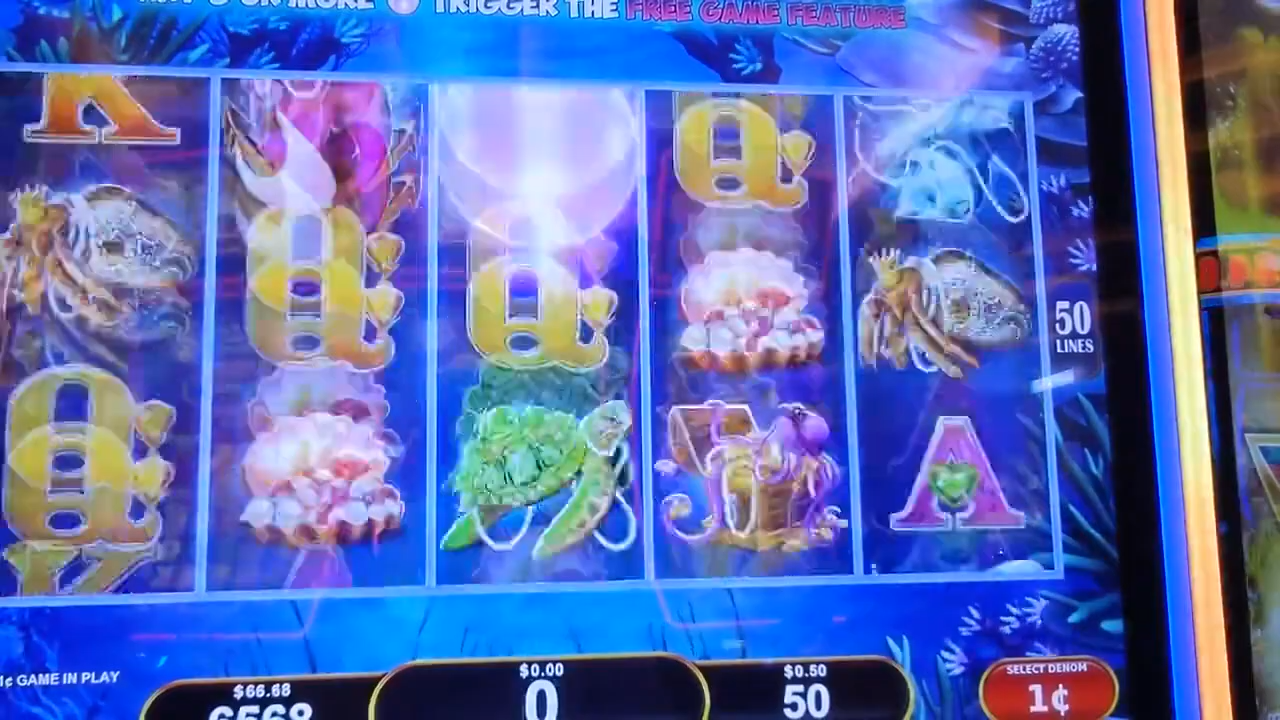 OR MORE TRIGGER THE FREE GAME FEATURE
K
Q
Q
Q
50
LINES
Q
A
1¢ GAME IN PLAY
$66.68
$0.00
0
$0.50
50
SELECT DENOM
1¢